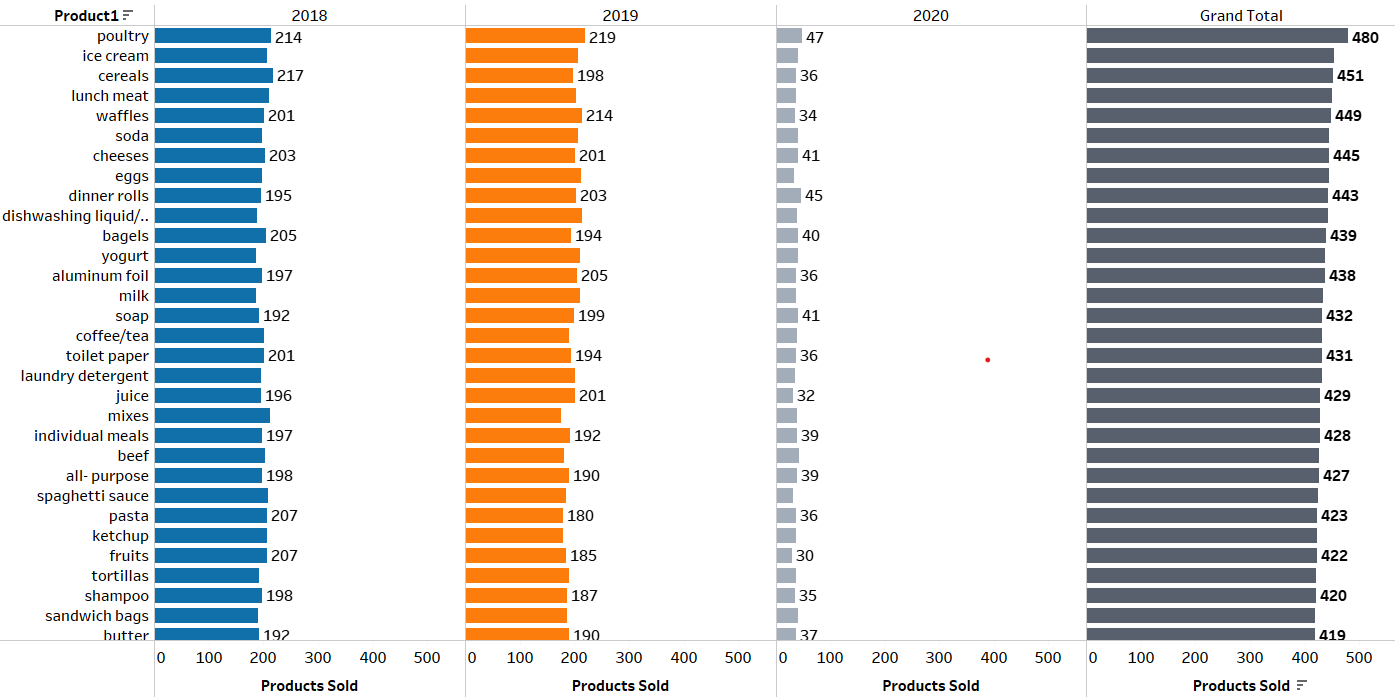 Product1 2018 2019 2020 Grand Total
poultry 214 219 47 480
ice cream
cereals 217 198 36 451
lunch meat
waffles 201 214 34 449
soda
cheeses 203 201 41 445
eggs
dinner rolls 195 203 45 443
dishwashing liquid/..
bagels 205 194 40 439
yogurt
aluminum foil 197 205 36 438
milk
soap 192 199 41 432
coffee/tea
toilet paper 201 194 36 431
laundry detergent
juice 196 201 32 429
mixes
individual meals 197 192 39 428
beef
all- purpose 198 190 39 427
spaghetti sauce
pasta 207 180 36 423
ketchup
fruits 207 185 30 422
tortillas
shampoo 198 187 35 420
sandwich bags
butter 192 190 37 419
0 100 200 300 400 500 0 100 200 300 400 500 0 100 200 300 400 500 0 100 200 300 400 500
Products Sold Products Sold Products Sold Products Sold